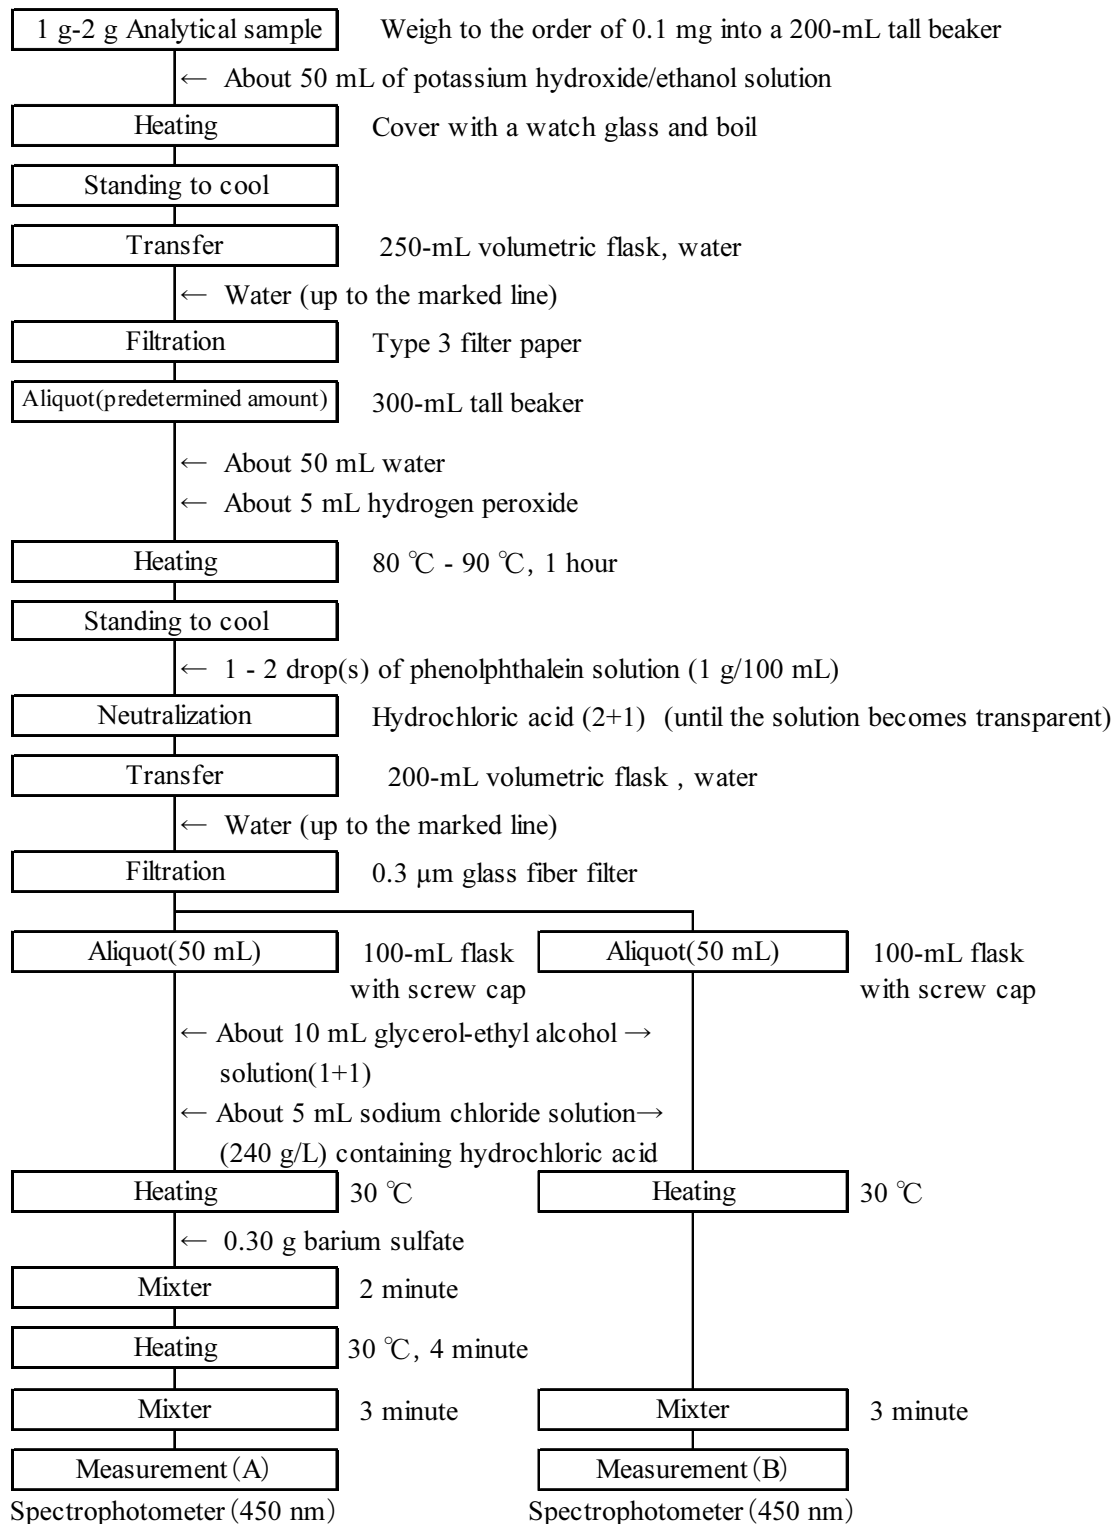 1 g-2 g Analytical sample Weigh to the order of 0.1 mg into a 200-mL tall beaker
← About 50 mL of potassium hydroxide/ethanol solution
Heating Cover with a watch glass and boil
Standing to cool
Transfer 250-mL volumetric flask, water
← Water (up to the marked line)
Filtration Type 3 filter paper
Aliquot(predetermined amount) 300-mL tall beaker
← About 50 mL water
← About 5 mL hydrogen peroxide
Heating 80 ℃ - 90 ℃, 1 hour
Standing to cool
← 1 - 2 drop(s) of phenolphthalein solution (1 g/100 mL)
Neutralization Hydrochloric acid (2+1) (until the solution becomes transparent)
Transfer 200-mL volumetric flask , water
← Water (up to the marked line)
Filtration 0.3 µm glass fiber filter
Aliquot(50 mL) 100-mL flask Aliquot(50 mL) 100-mL flask
with screw cap with screw cap
← About 10 mL glycerol-ethyl alcohol →
solution(1+1)
← About 5 mL sodium chloride solution→
(240 g/L) containing hydrochloric acid
Heating 30 ℃ Heating 30 ℃
← 0.30 g barium sulfate
Mixter 2 minute
Heating 30 ℃, 4 minute
Mixter 3 minute Mixter 3 minute
Measurement(A) Measurement(B)
Spectrophotometer(450 nm) Spectrophotometer(450 nm)